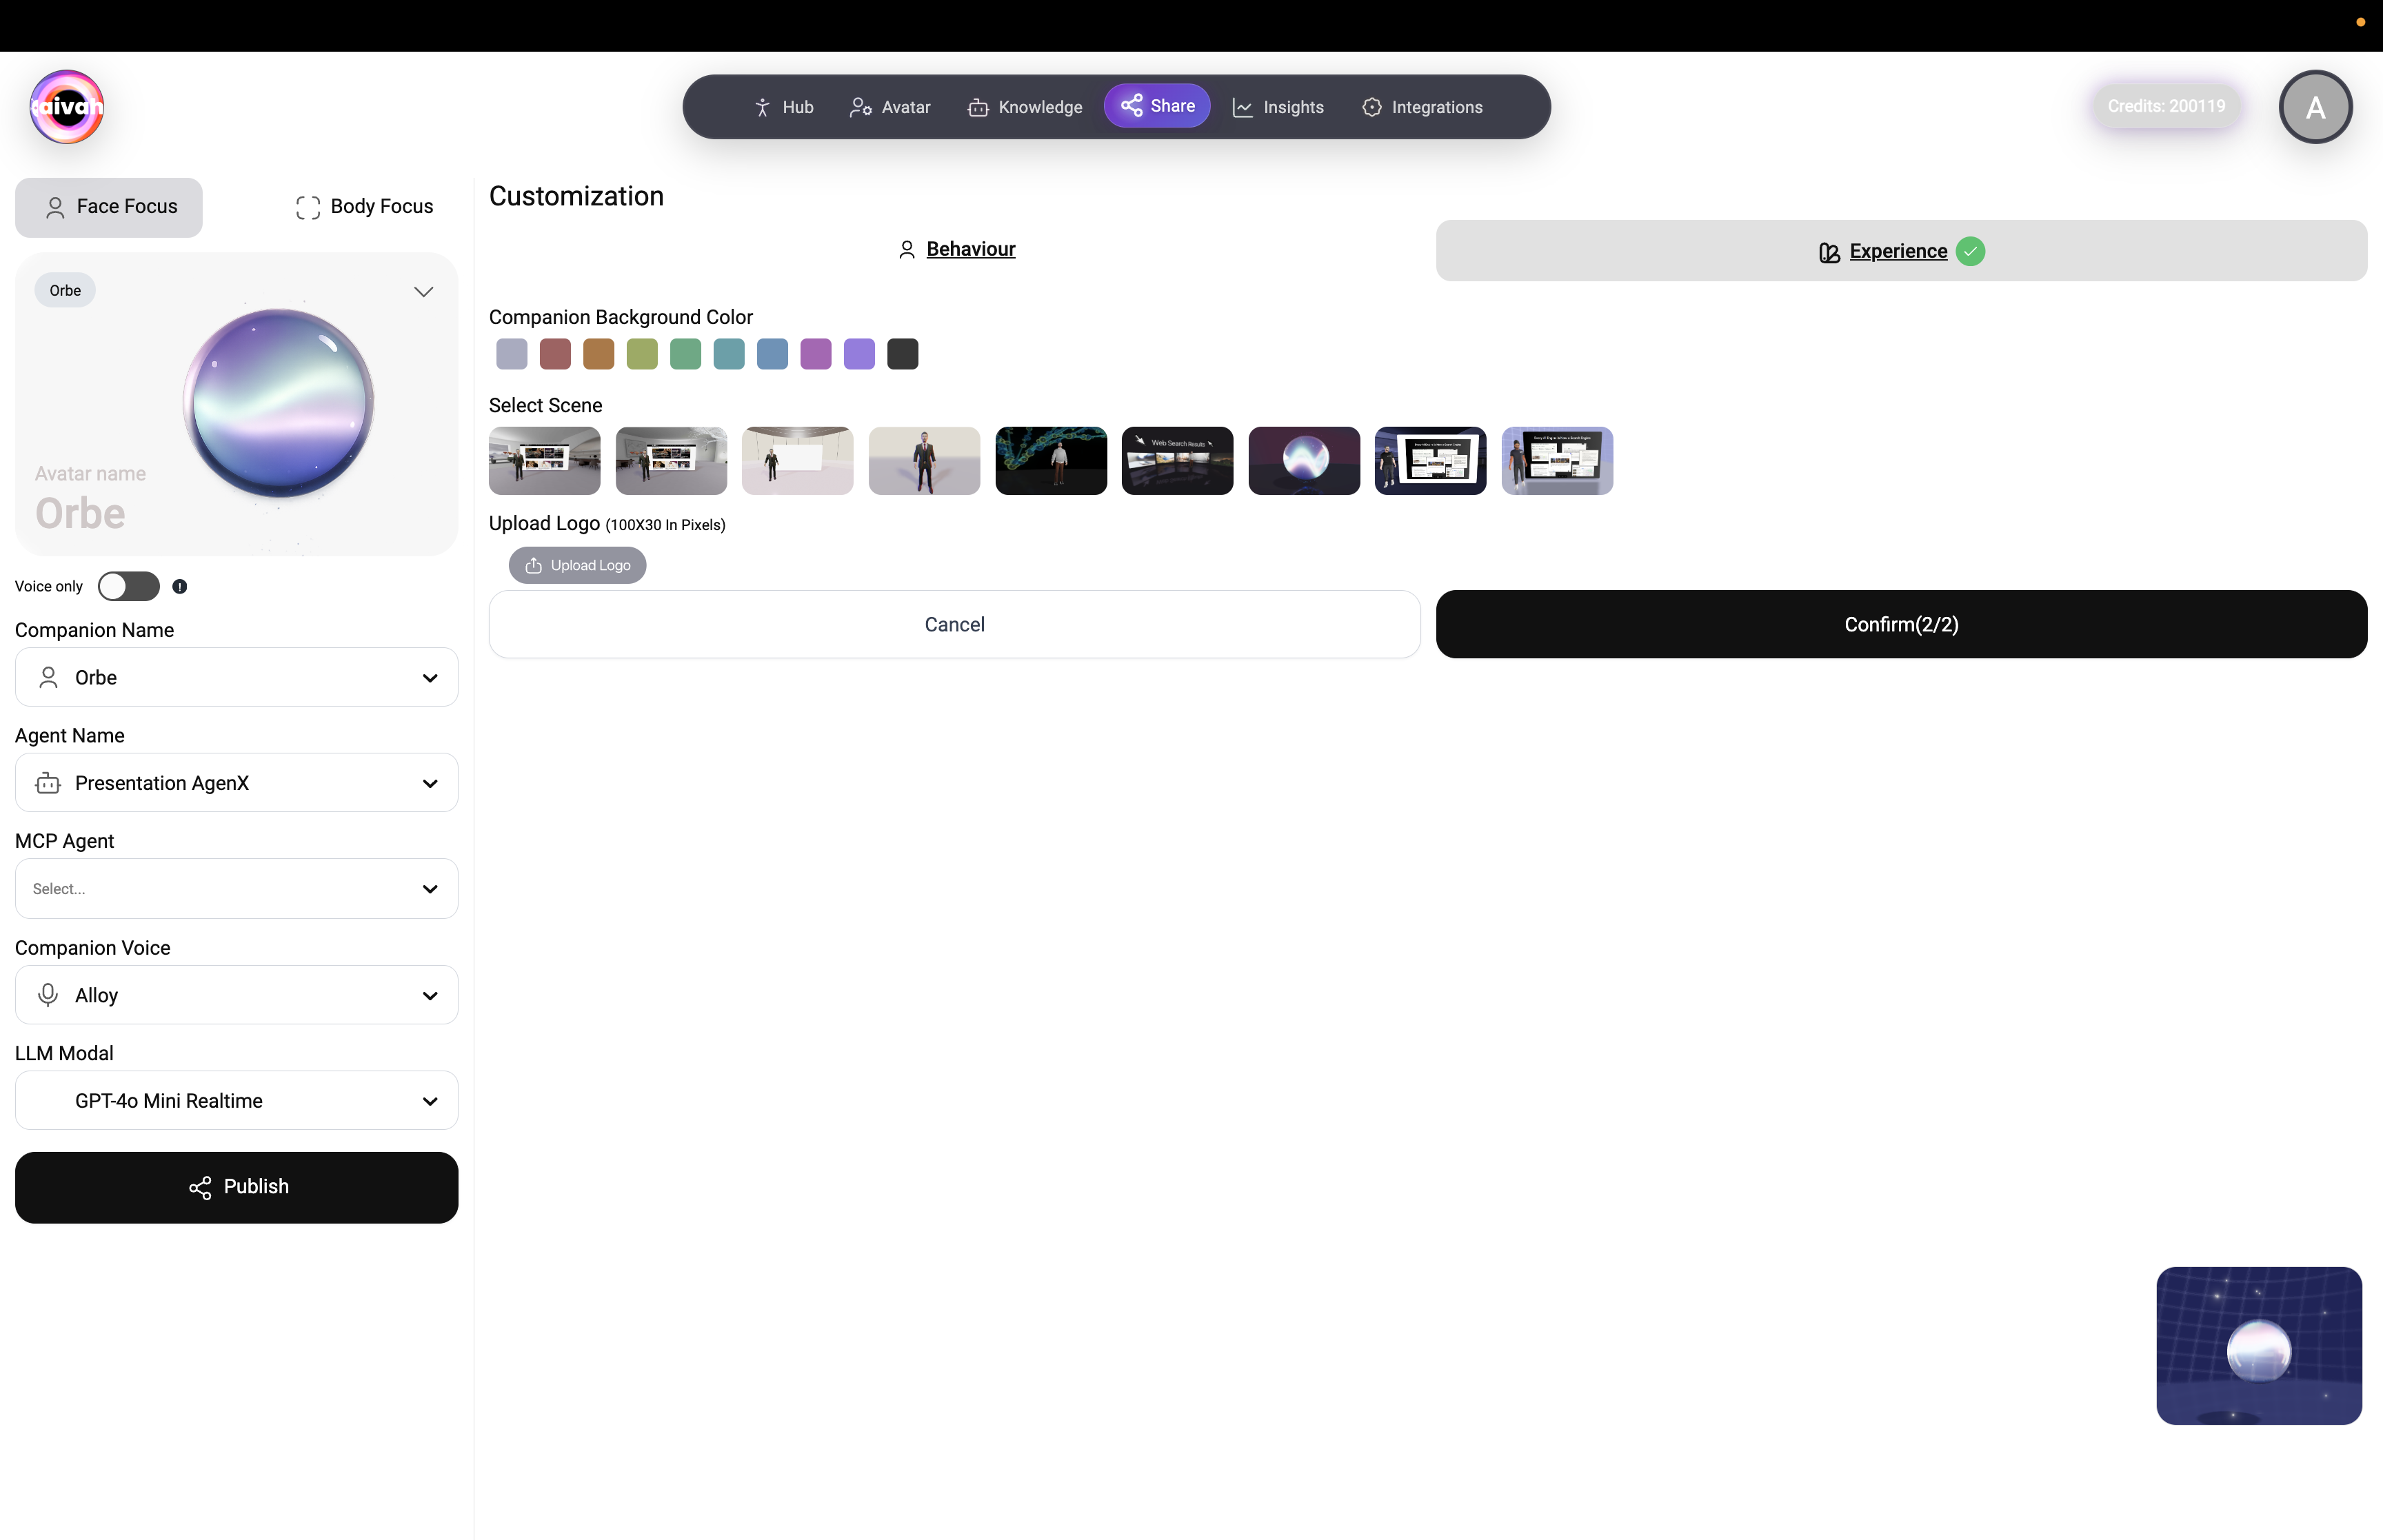 aivah
Hub
Avatar
Knowledge
Share
Insights
Integrations
Credits: 200119
A
Face Focus
Body Focus
Orbe
Avatar name
Orbe
Voice only
Companion Name
Orbe
Agent Name
Presentation AgenX
MCP Agent
Select...
Companion Voice
Alloy
LLM Modal
GPT-4o Mini Realtime
Publish
Customization
Behaviour
Experience
Companion Background Color
Select Scene
Web Search Results
Upload Logo (100X30 In Pixels)
Upload Logo
Cancel
Confirm(2/2)